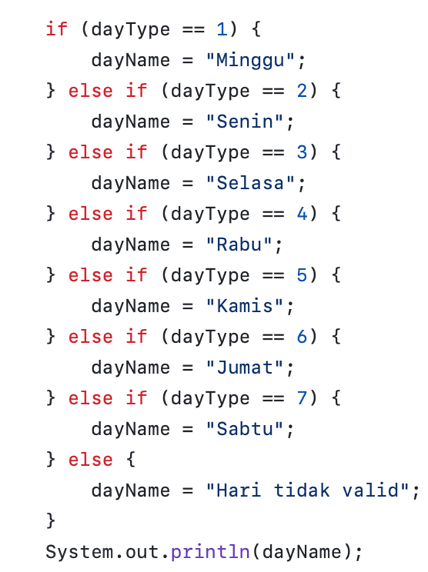 if (dayType == 1) {
    dayName = "Minggu";
} else if (dayType == 2) {
    dayName = "Senin";
} else if (dayType == 3) {
    dayName = "Selasa";
} else if (dayType == 4) {
    dayName = "Rabu";
} else if (dayType == 5) {
    dayName = "Kamis";
} else if (dayType == 6) {
    dayName = "Jumat";
} else if (dayType == 7) {
    dayName = "Sabtu";
} else {
    dayName = "Hari tidak valid";
}
System.out.println(dayName);